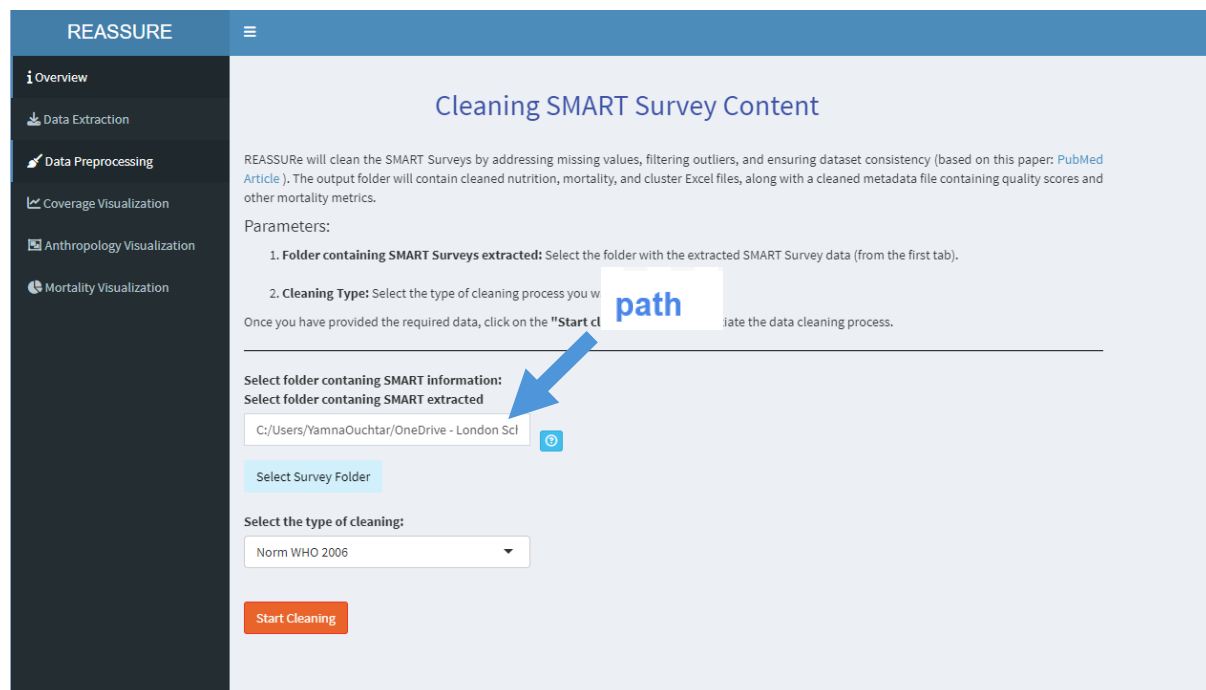 REASSURE
Overview
Data Extraction
Data Preprocessing
Coverage Visualization
Anthropology Visualization
Mortality Visualization
Cleaning SMART Survey Content
REASSURe will clean the SMART Surveys by addressing missing values, filtering outliers, and ensuring dataset consistency (based on this paper: PubMed
Article ). The output folder will contain cleaned nutrition, mortality, and cluster Excel files, along with a cleaned metadata file containing quality scores and
other mortality metrics.
Parameters:
1. Folder containing SMART Surveys extracted: Select the folder with the extracted SMART Survey data (from the first tab).
2. Cleaning Type: Select the type of cleaning process you w
path
Once you have provided the required data, click on the "Start cl iate the data cleaning process.
Select folder contaning SMART information:
Select folder contaning SMART extracted
C:/Users/YamnaOuchtar/OneDrive - London Scl
Select Survey Folder
Select the type of cleaning:
Norm WHO 2006
Start Cleaning